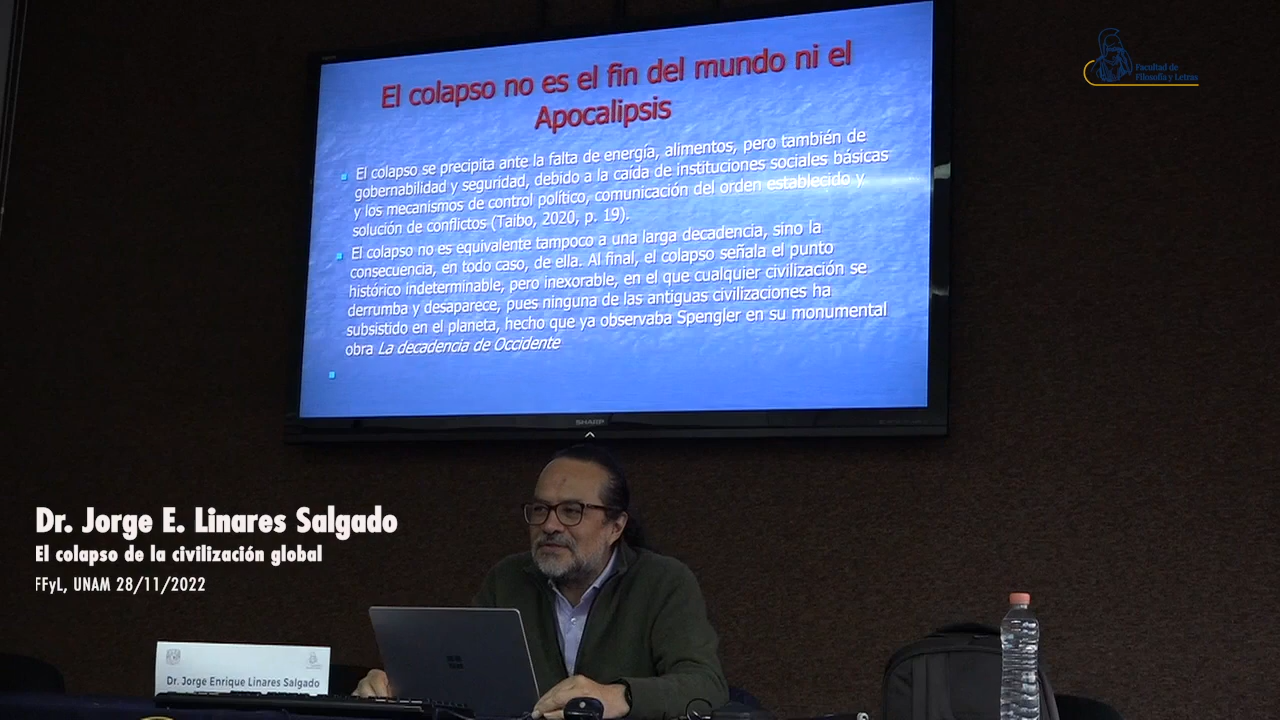 El colapso no es el fin del mundo ni el
Apocalipsis
El colapso se precipita ante la falta de energía, alimentos, pero también de
gobernabilidad y seguridad, debido a la caída de instituciones sociales básicas
y los mecanismos de control político, comunicación del orden establecido y
solución de conflictos (Taibo, 2020, p. 19).
El colapso no es equivalente tampoco a una larga decadencia, sino la
consecuencia, en todo caso, de ella. Al final, el colapso señala el punto
histórico indeterminable, pero inexorable, en el que cualquier civilización se
derrumba y desaparece, pues ninguna de las antiguas civilizaciones ha
subsistido en el planeta, hecho que ya observaba Spengler en su monumental
obra La decadencia de Occidente
SHARP
Facultad de
Filosofía y Letras
Dr. Jorge E. Linares Salgado
El colapso de la civilización global
FFyL, UNAM 28/11/2022
Dr. Jorge Enrique Linares Salgado